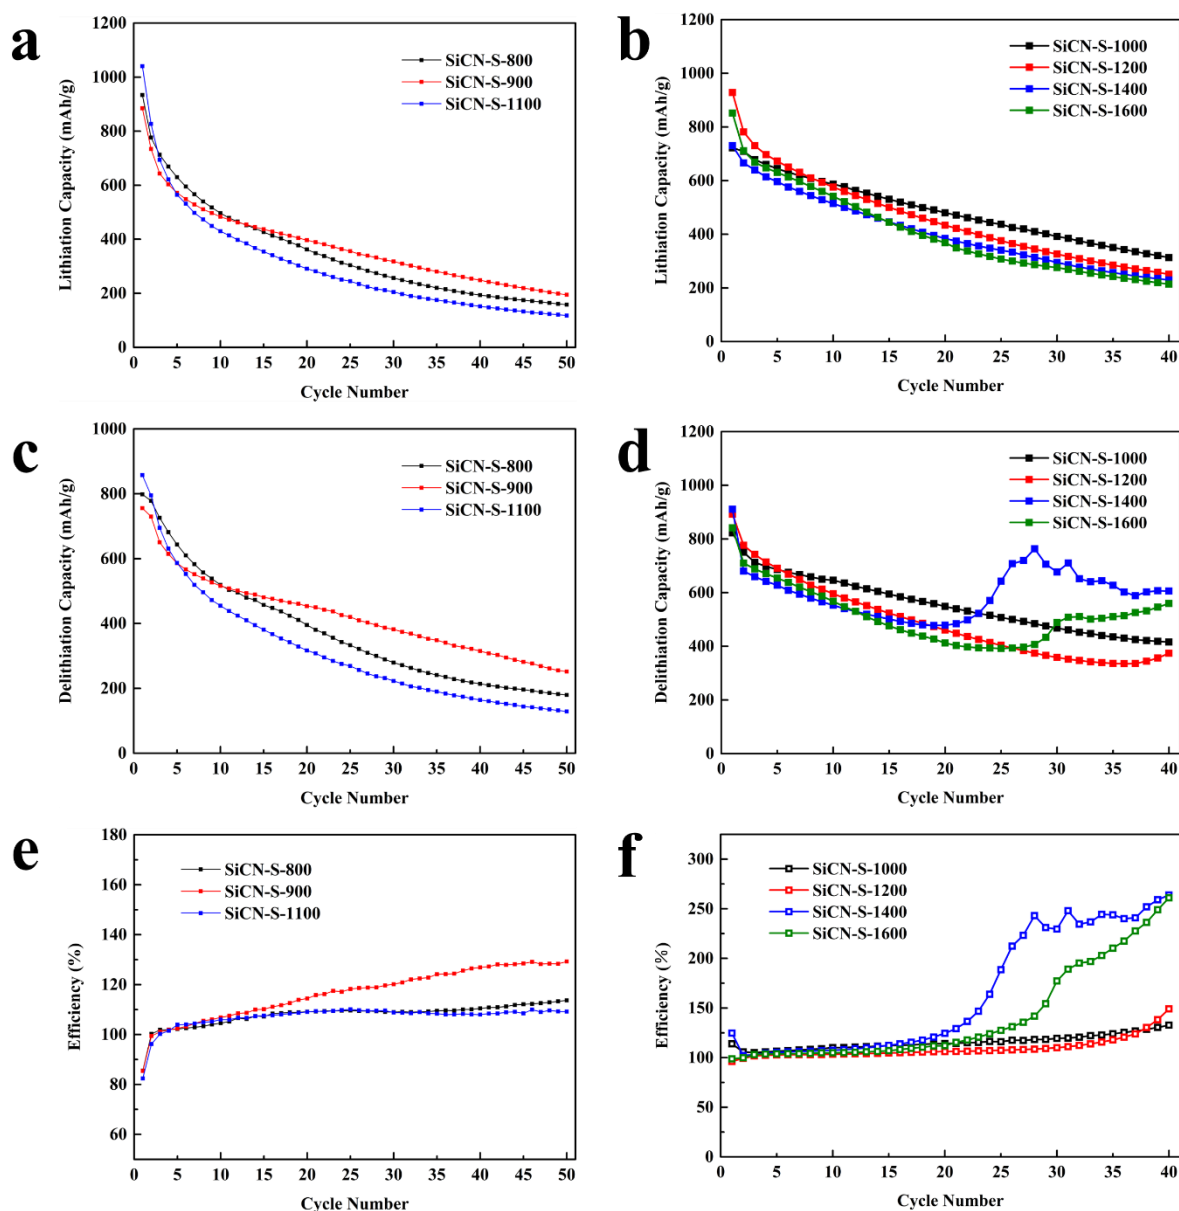 a
1200
1000
800
600
400
200
0
Lithiation Capacity (mAh/g)
SiCN-S-800
SiCN-S-900
SiCN-S-1100
0 5 10 15 20 25 30 35 40 45 50
Cycle Number
b
1200
1000
800
600
400
200
0
Lithiation Capacity (mAh/g)
SiCN-S-1000
SiCN-S-1200
SiCN-S-1400
SiCN-S-1600
0 5 10 15 20 25 30 35 40
Cycle Number
c
1000
800
600
400
200
0
Delithiation Capacity (mAh/g)
SiCN-S-800
SiCN-S-900
SiCN-S-1100
0 5 10 15 20 25 30 35 40 45 50
Cycle Number
d
1200
1000
800
600
400
200
0
Delithiation Capacity (mAh/g)
SiCN-S-1000
SiCN-S-1200
SiCN-S-1400
SiCN-S-1600
0 5 10 15 20 25 30 35 40
Cycle Number
e
180
160
140
120
100
80
60
Efficiency (%)
SiCN-S-800
SiCN-S-900
SiCN-S-1100
0 5 10 15 20 25 30 35 40 45 50
Cycle Number
f
300
250
200
150
100
50
0
Efficiency (%)
SiCN-S-1000
SiCN-S-1200
SiCN-S-1400
SiCN-S-1600
0 5 10 15 20 25 30 35 40
Cycle Number